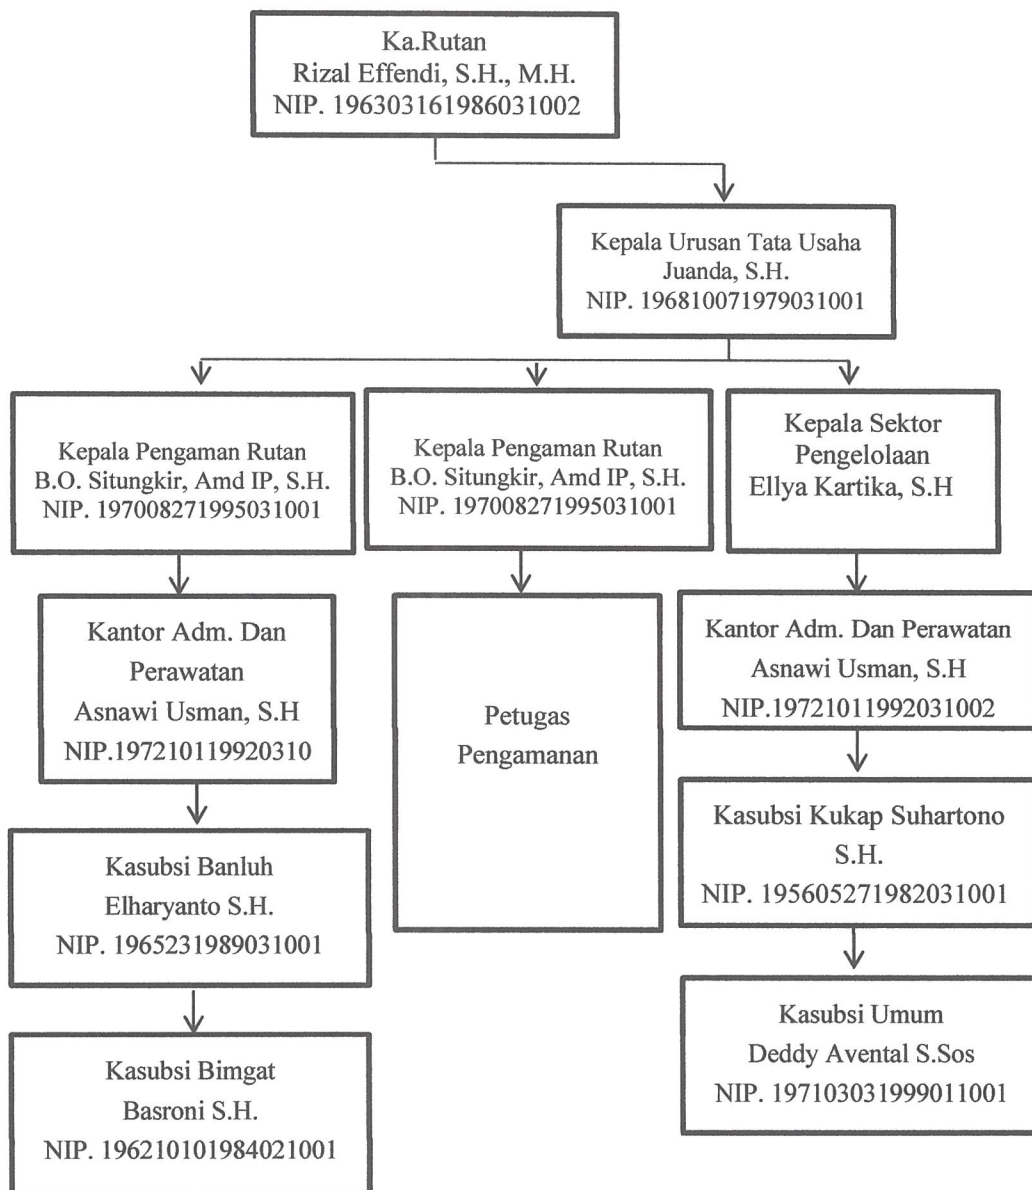 Ka.Rutan
Rizal Effendi, S.H., M.H.
NIP. 196303161986031002
Kepala Urusan Tata Usaha
Juanda, S.H.
NIP. 196810071979031001
Kepala Pengaman Rutan
B.O. Situngkir, Amd IP, S.H.
NIP. 197008271995031001
Kepala Pengaman Rutan
B.O. Situngkir, Amd IP, S.H.
NIP. 197008271995031001
Kepala Sektor
Pengelolaan
Ellya Kartika, S.H
Kantor Adm. Dan
Perawatan
Asnawi Usman, S.H
NIP.197210119920310
Petugas
Pengamanan
Kantor Adm. Dan Perawatan
Asnawi Usman, S.H
NIP.19721011992031002
Kasubsi Banluh
Elharyanto S.H.
NIP. 1965231989031001
Kasubsi Kukap Suhartono
S.H.
NIP. 195605271982031001
Kasubsi Bimgat
Basroni S.H.
NIP. 196210101984021001
Kasubsi Umum
Deddy Avental S.Sos
NIP. 197103031999011001